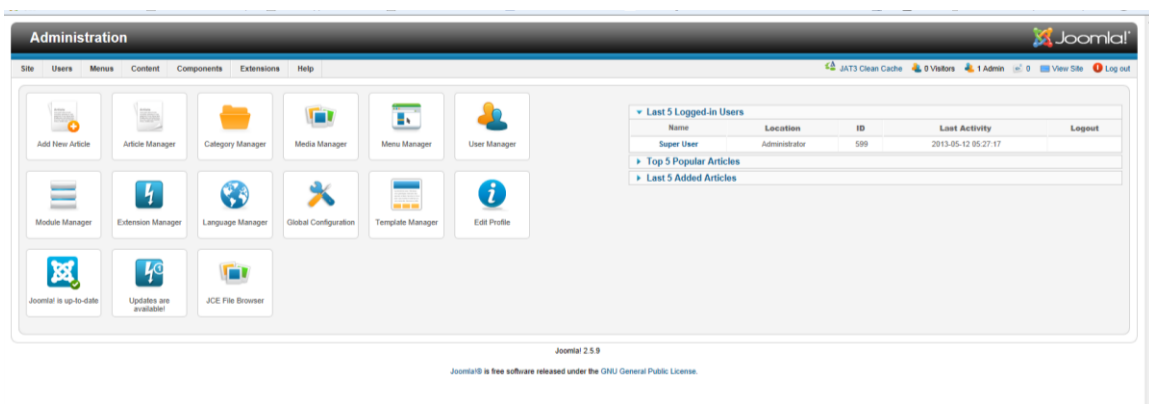 Administration
Joomla!
Site Users Menus Content Components Extensions Help
JAT3 Clean Cache 0 Visitors 1 Admin 0 View Site Log out
Add New Article Article Manager Category Manager Media Manager Menu Manager User Manager
Last 5 Logged-in Users
Name Location ID Last Activity Logout
Super User Administrator 599 2013-05-12 05:27:17
Top 5 Popular Articles
Last 5 Added Articles
Module Manager Extension Manager Language Manager Global Configuration Template Manager Edit Profile
Joomla! is up-to-date Updates are available! JCE File Browser
Joomla! 2.5.9
Joomla!® is free software released under the GNU General Public License.